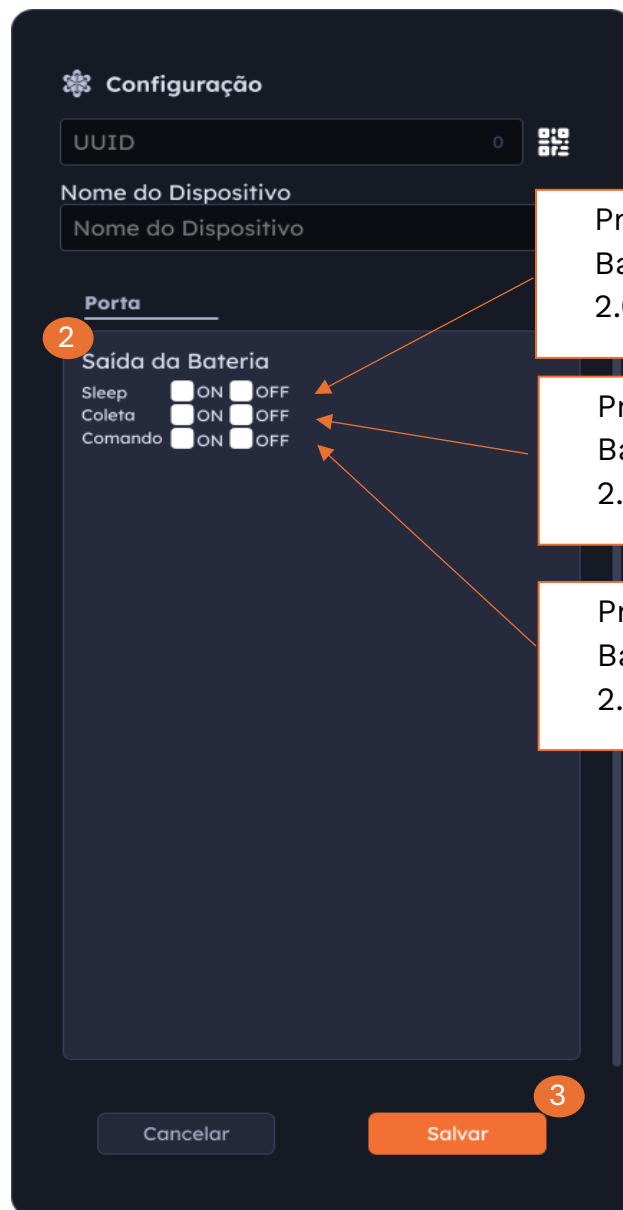 Configuração
UUID 0
Nome do Dispositivo
Nome do Dispositivo
Porta
2
Saída da Bateria
Sleep ON OFF
Coleta ON OFF
Comando ON OFF
3
Cancelar Salvar